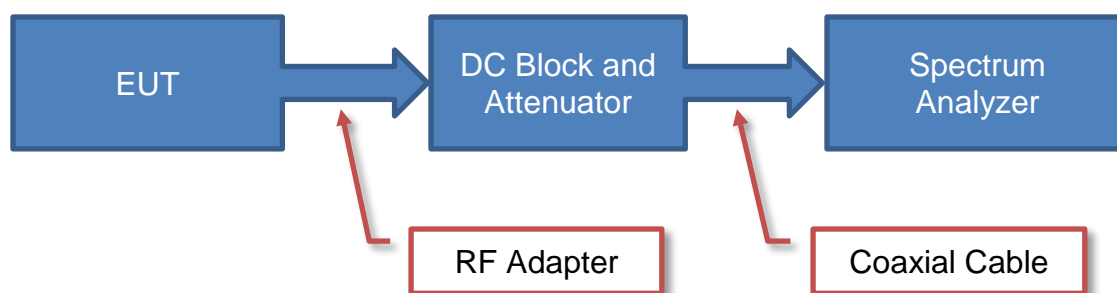 EUT
DC Block and
Attenuator
Spectrum
Analyzer
RF Adapter
Coaxial Cable